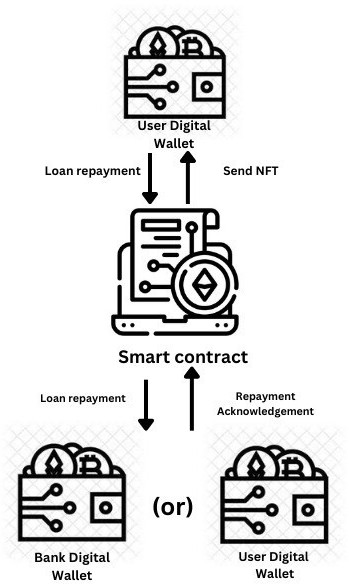 User Digital
Wallet
Loan repayment
Send NFT
Smart contract
Loan repayment
Repayment
Acknowledgement
(or)
Bank Digital
Wallet
User Digital
Wallet